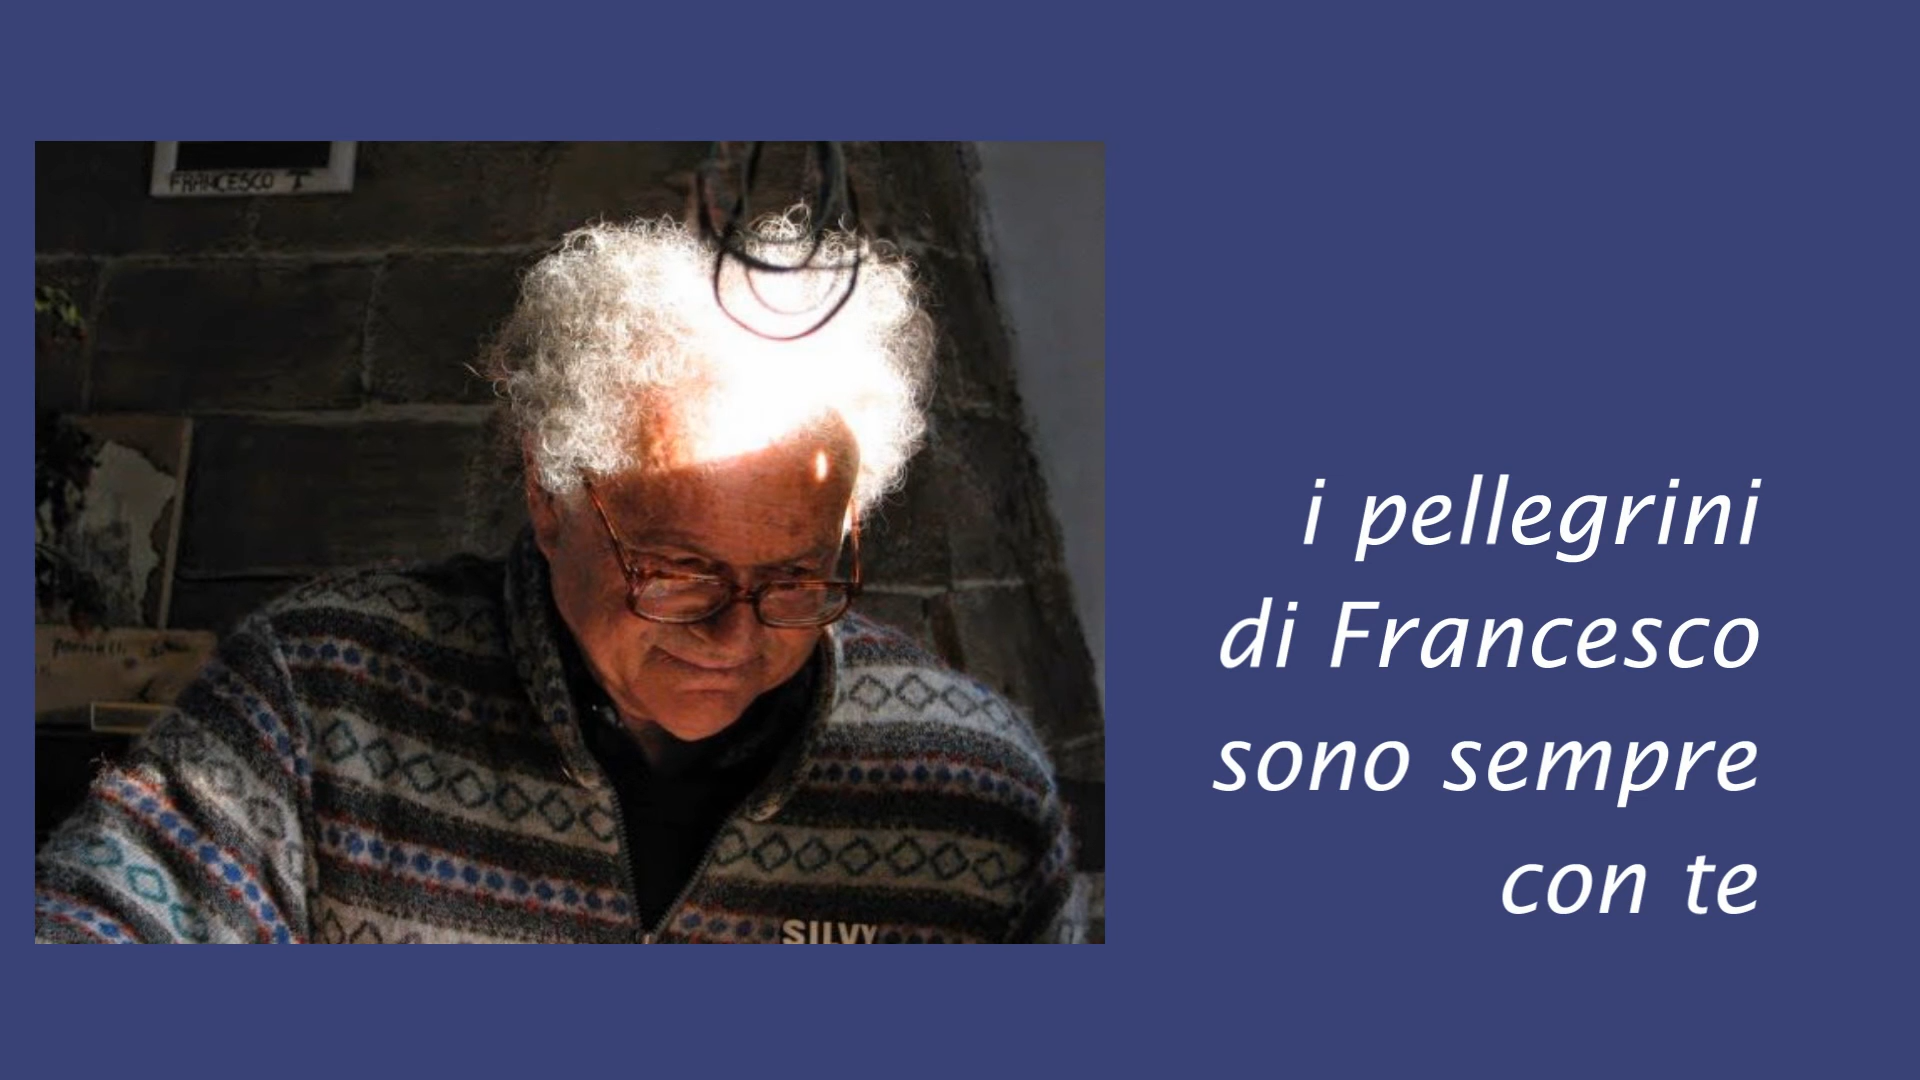 FRANCESCO T
i pellegrini
di Francesco
sono sempre
con te
SILVY